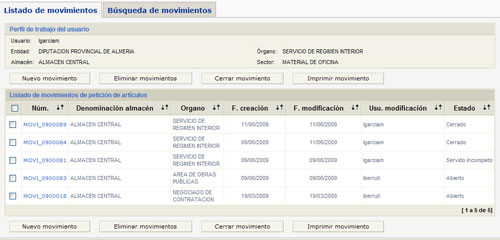 Listado de movimientos Búsqueda de movimientos
Perfil de trabajo del usuario
Usuario: lgarciam
Entidad: DIPUTACION PROVINCIAL DE ALMERIA Órgano: SERVICIO DE REGIMEN INTERIOR
Almacén: ALMACEN CENTRAL Sector: MATERIAL DE OFICINA
Nuevo movimiento Eliminar movimientos Cerrar movimiento Imprimir movimiento
Listado de movimientos de petición de artículos
Núm. Denominación almacén Organo F. creación F. modificación Usu. modificación Estado
MOVI_0900089 ALMACEN CENTRAL SERVICIO DE REGIMEN INTERIOR 11/06/2009 11/06/2009 lgarciam Cerrado
MOVI_0900084 ALMACEN CENTRAL SERVICIO DE REGIMEN INTERIOR 09/06/2009 11/06/2009 lgarciam Cerrado
MOVI_0900081 ALMACEN CENTRAL SERVICIO DE REGIMEN INTERIOR 09/06/2009 09/06/2009 lgarciam Servido incompleto
MOVI_0900083 ALMACEN CENTRAL AREA DE OBRAS PUBLICAS 09/06/2009 09/06/2009 lberruti Abierto
MOVI_0900018 ALMACEN CENTRAL NEGOCIADO DE CONTRATACION 19/03/2009 19/03/2009 lberruti Abierto
[ 1 a 5 de 5]
Nuevo movimiento Eliminar movimientos Cerrar movimiento Imprimir movimiento